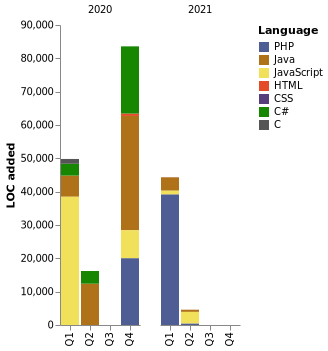 2020 2021
Language
PHP
Java
JavaScript
HTML
CSS
C#
C
LOC added
90,000
80,000
70,000
60,000
50,000
40,000
30,000
20,000
10,000
0
Q1 Q2 Q3 Q4 Q1 Q2 Q3 Q4